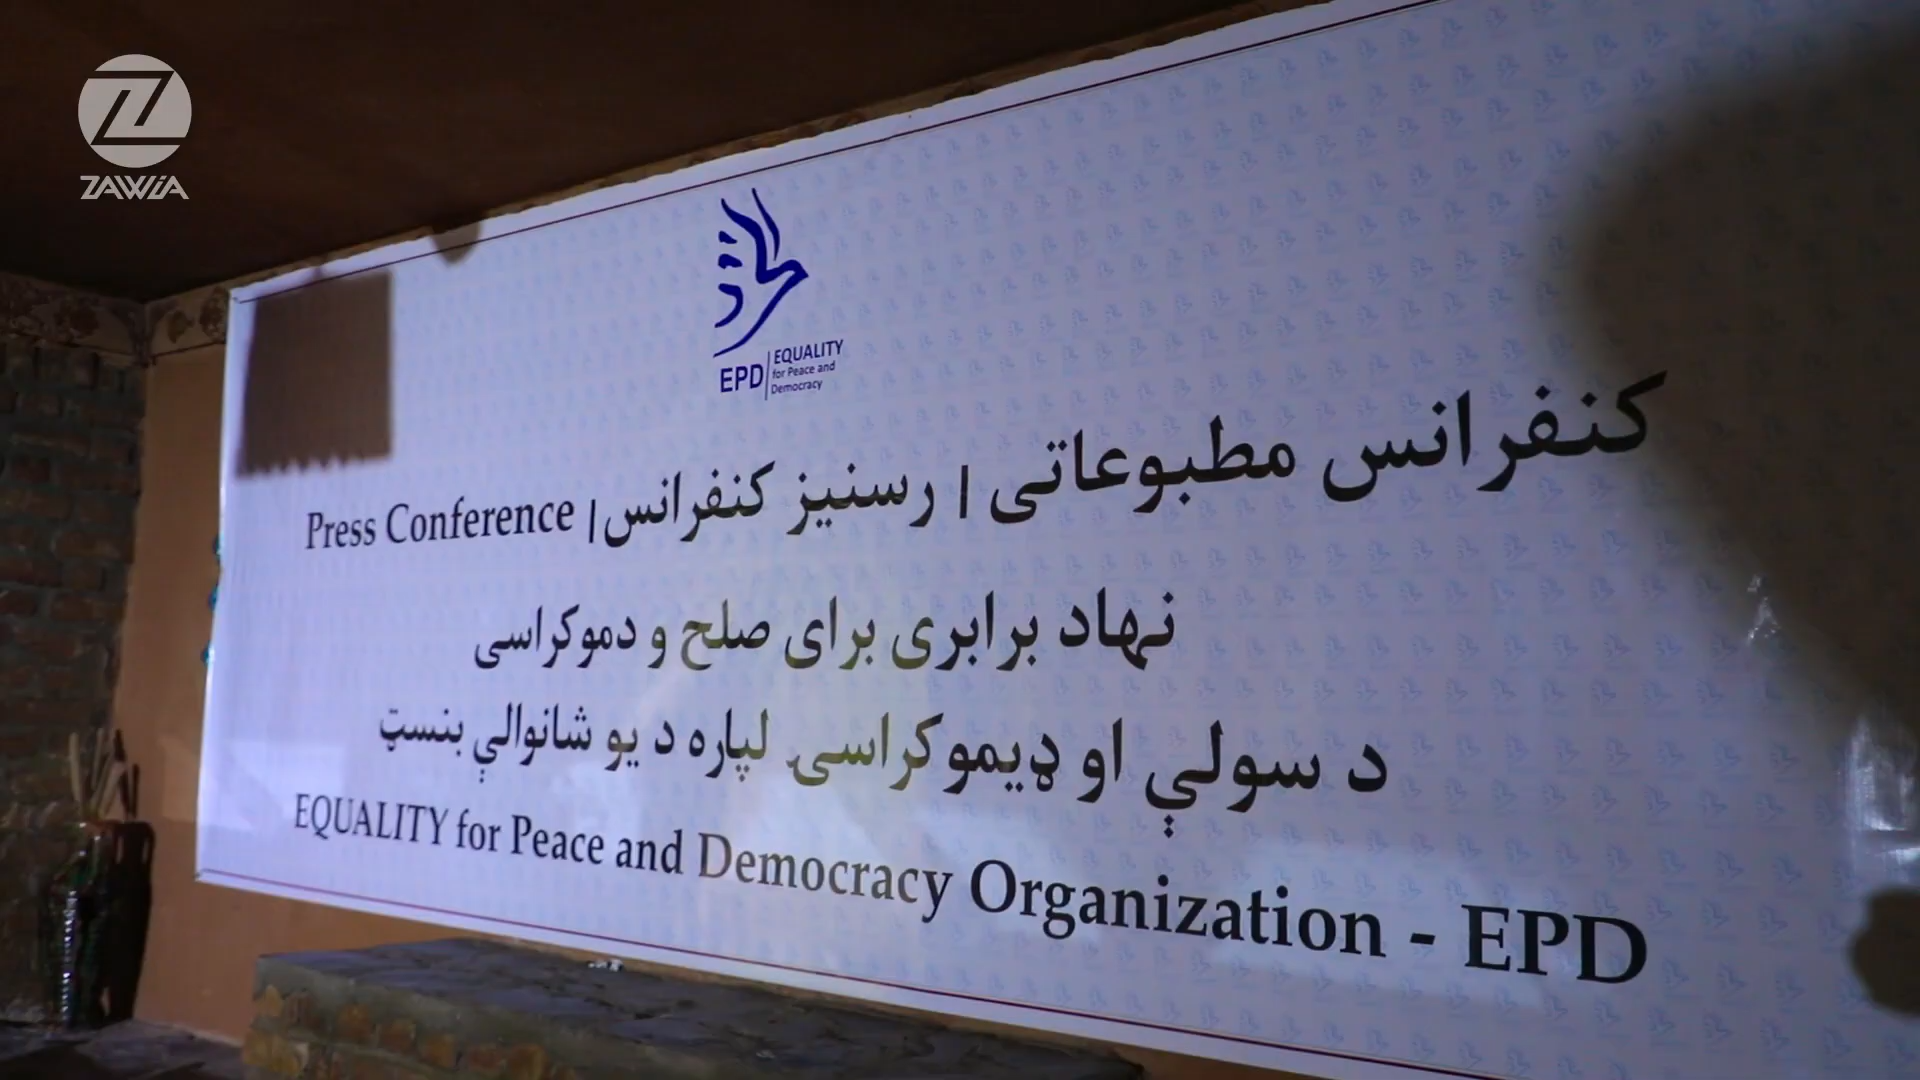 ZAWIA
EPD
EQUALITY
for Peace and
Democracy
کنفرانس مطبوعاتی | رسنیز کنفرانس | Press Conference
نهاد برابری برای صلح و دموکراسی
د سولې او ډیموکراسۍ لپاره د یو شانوالې بنسټ
EQUALITY for Peace and Democracy Organization - EPD